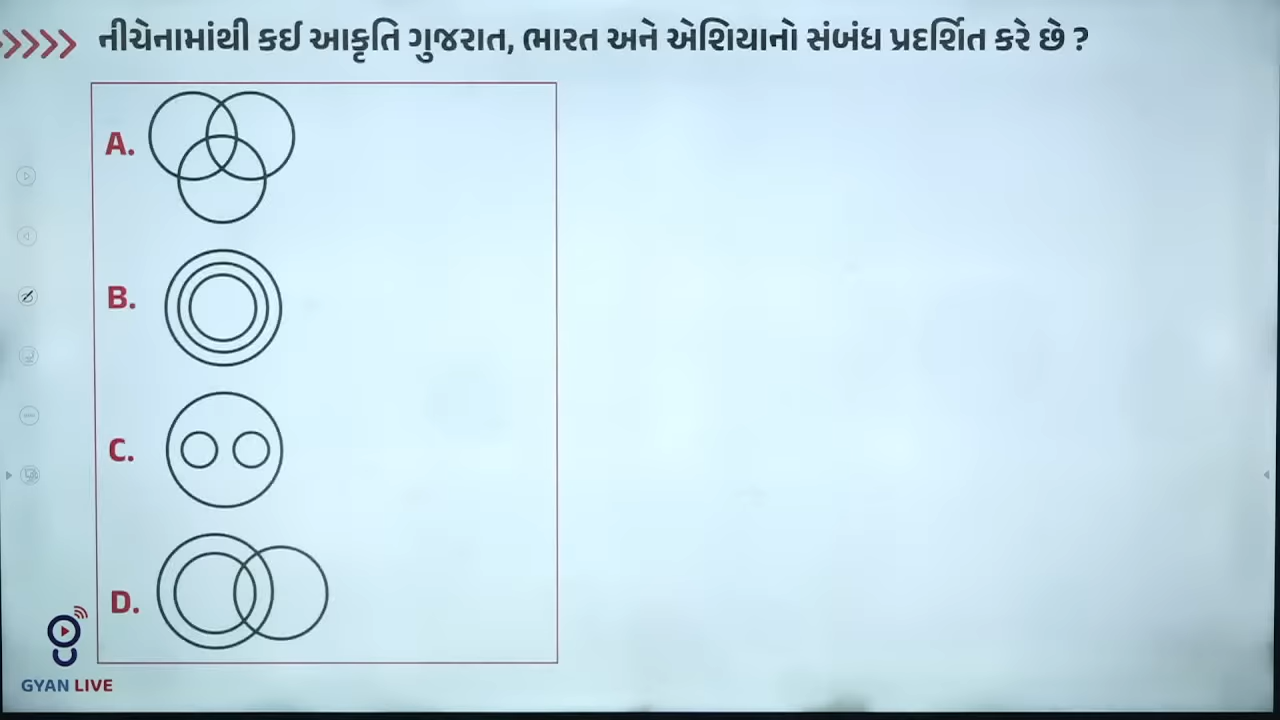 નીચેનામાંથી કઈ આકૃતિ ગુજરાત, ભારત અને એશિયાનો સંબંધ પ્રદર્શિત કરે છે ?
A.
B.
C.
D.
GYAN LIVE